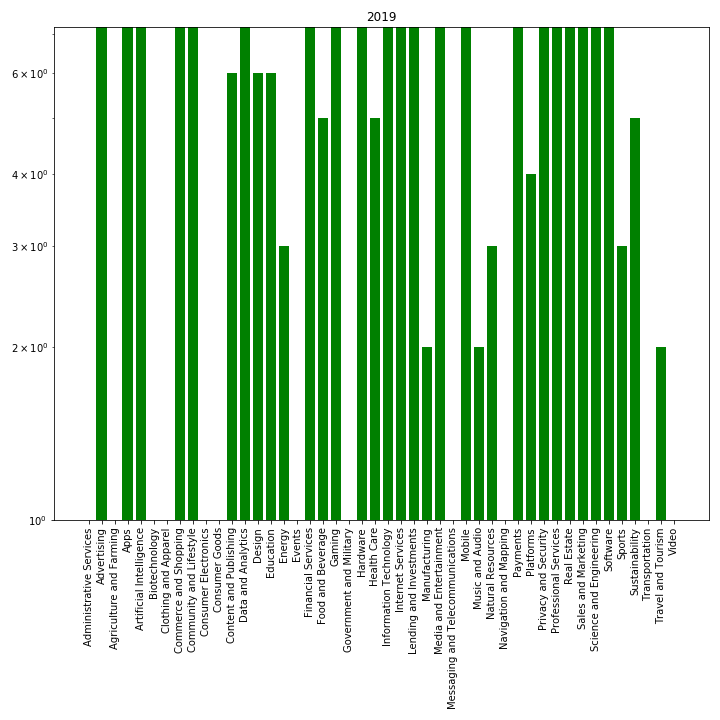 2019
6 × 10⁰
4 × 10⁰
3 × 10⁰
2 × 10⁰
10⁰
Administrative Services
Advertising
Agriculture and Farming
Apps
Artificial Intelligence
Biotechnology
Clothing and Apparel
Commerce and Shopping
Community and Lifestyle
Consumer Electronics
Consumer Goods
Content and Publishing
Data and Analytics
Design
Education
Energy
Events
Financial Services
Food and Beverage
Gaming
Government and Military
Hardware
Health Care
Information Technology
Internet Services
Lending and Investments
Manufacturing
Media and Entertainment
Messaging and Telecommunications
Mobile
Music and Audio
Natural Resources
Navigation and Mapping
Payments
Platforms
Privacy and Security
Professional Services
Real Estate
Sales and Marketing
Science and Engineering
Software
Sports
Sustainability
Transportation
Travel and Tourism
Video